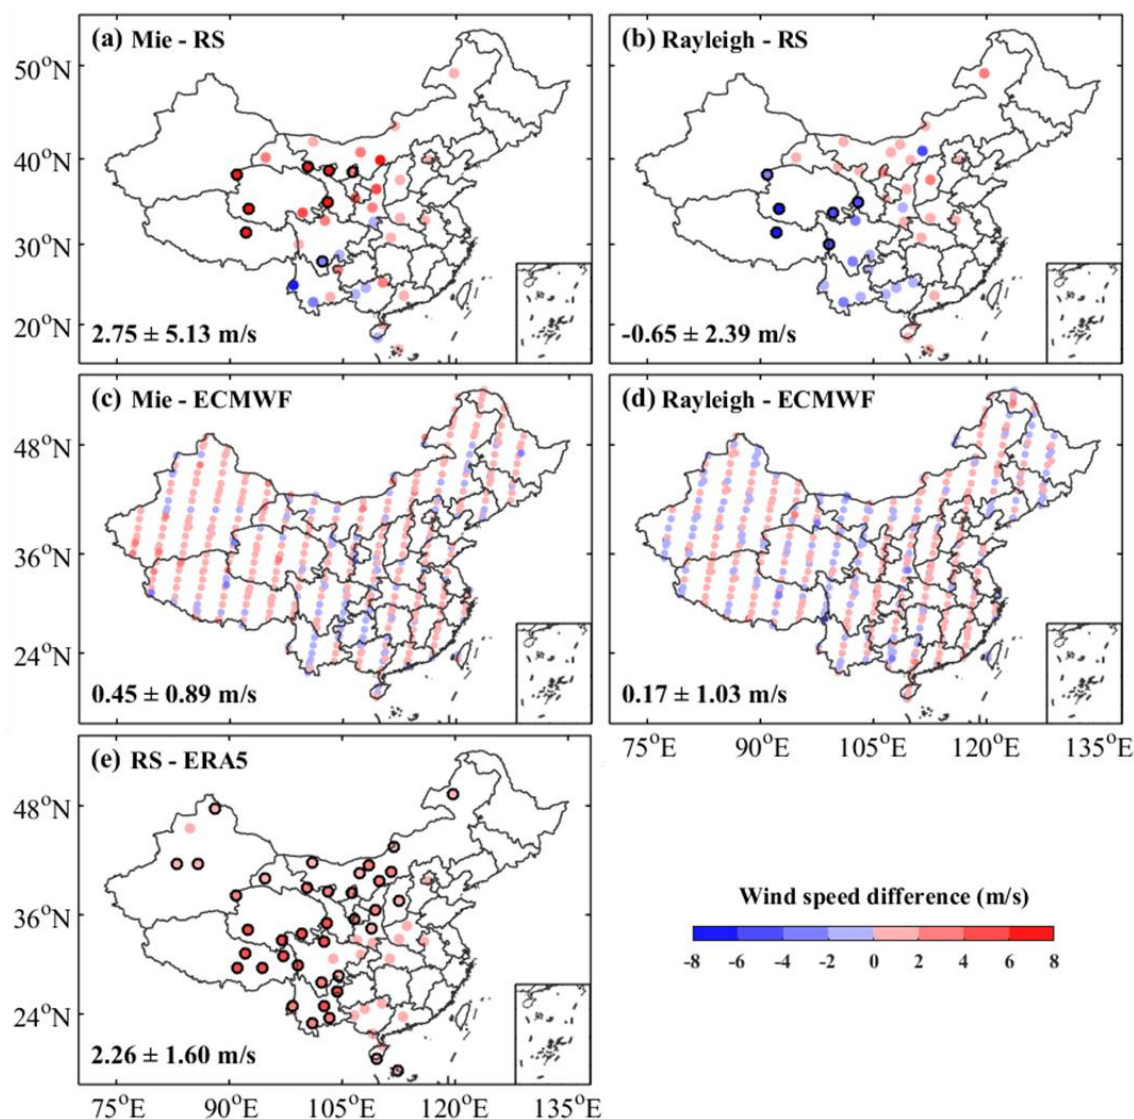 (a) Mie - RS
(b) Rayleigh - RS
50°N
40°N
30°N
20°N
2.75 ± 5.13 m/s
-0.65 ± 2.39 m/s
(c) Mie - ECMWF
(d) Rayleigh - ECMWF
48°N
36°N
24°N
0.45 ± 0.89 m/s
0.17 ± 1.03 m/s
75°E 90°E 105°E 120°E 135°E
(e) RS - ERA5
48°N
36°N
24°N
2.26 ± 1.60 m/s
75°E 90°E 105°E 120°E 135°E
Wind speed difference (m/s)
-8 -6 -4 -2 0 2 4 6 8